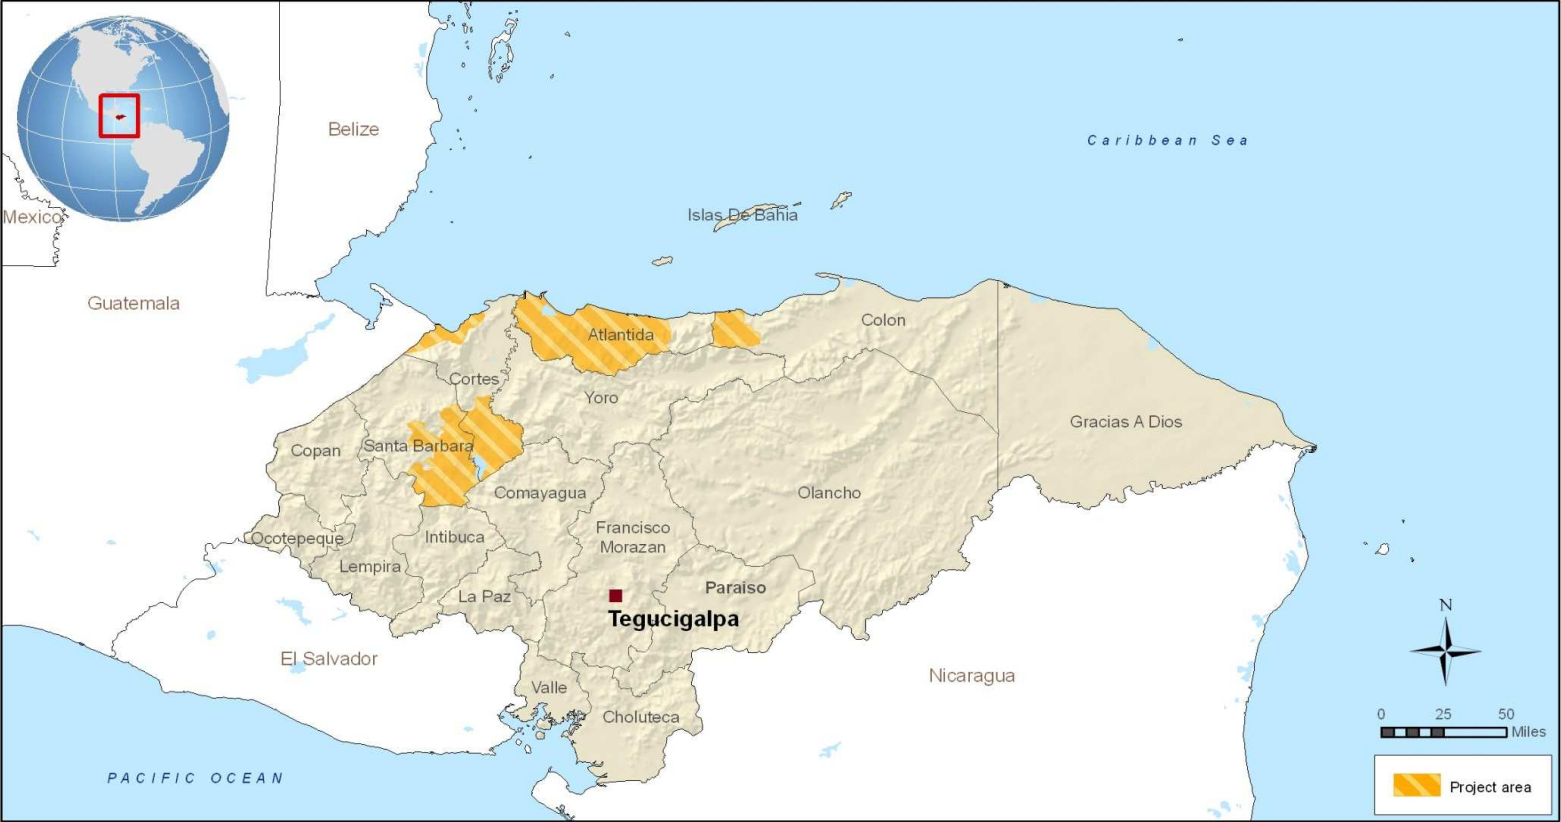 Belize
Caribbean Sea
Mexico
Islas De Bahia
Guatemala
Atlantida
Colon
Cortes
Yoro
Gracias A Dios
Copan
Santa Barbara
Comayagua
Olancho
Francisco
Morazan
Ocotepeque
Intibuca
Lempira
Paraiso
La Paz
Tegucigalpa
El Salvador
Nicaragua
Valle
Choluteca
PACIFIC OCEAN
N
0 25 50
Miles
Project area